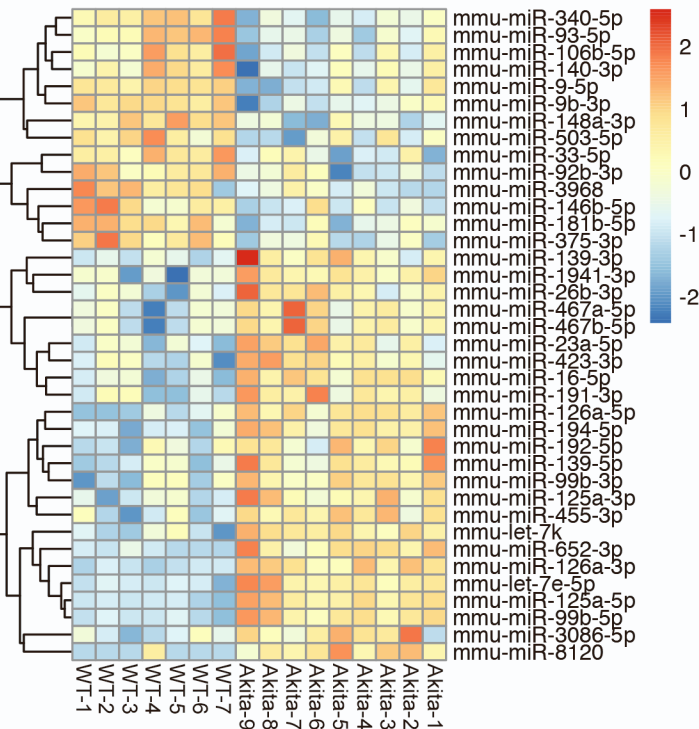 mmu-miR-340-5p
mmu-miR-93-5p
mmu-miR-106b-5p
mmu-miR-140-3p
mmu-miR-9-5p
mmu-miR-9b-3p
mmu-miR-148a-3p
mmu-miR-503-5p
mmu-miR-33-5p
mmu-miR-92b-3p
mmu-miR-3968
mmu-miR-146b-5p
mmu-miR-181b-5p
mmu-miR-375-3p
mmu-miR-139-3p
mmu-miR-1941-3p
mmu-miR-26b-3p
mmu-miR-467a-5p
mmu-miR-467b-5p
mmu-miR-23a-5p
mmu-miR-423-3p
mmu-miR-16-5p
mmu-miR-191-3p
mmu-miR-126a-5p
mmu-miR-194-5p
mmu-miR-192-5p
mmu-miR-139-5p
mmu-miR-99b-3p
mmu-miR-125a-3p
mmu-miR-455-3p
mmu-let-7k
mmu-miR-652-3p
mmu-miR-126a-3p
mmu-let-7e-5p
mmu-miR-125a-5p
mmu-miR-99b-5p
mmu-miR-3086-5p
mmu-miR-8120
WT-1
WT-2
WT-3
WT-4
WT-5
WT-6
WT-7
Akita-9
Akita-8
Akita-7
Akita-6
Akita-5
Akita-4
Akita-3
Akita-2
Akita-1
2
1
0
-1
-2